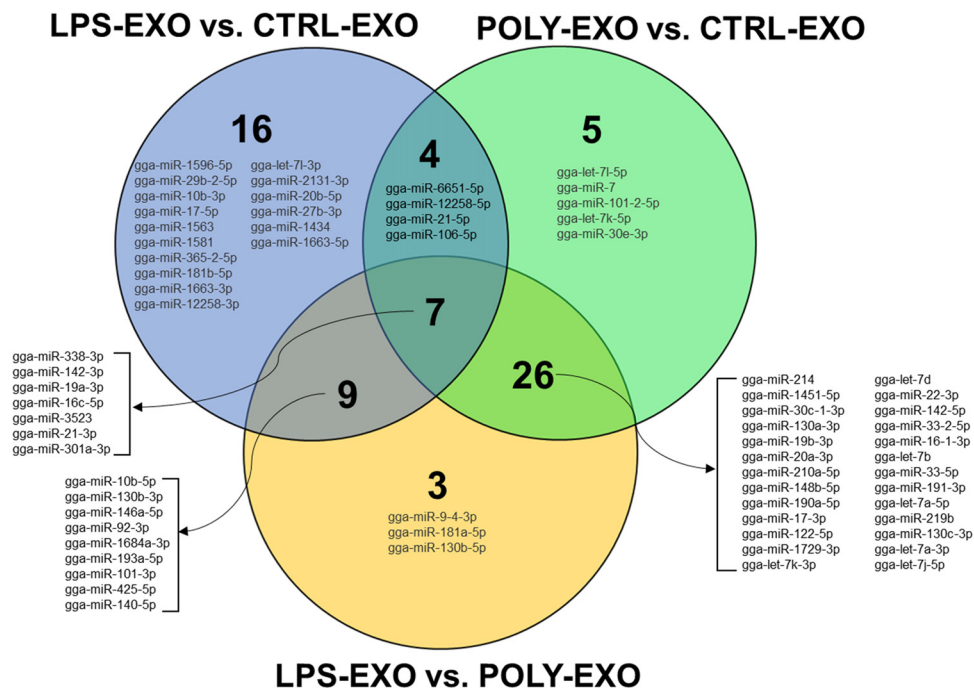 LPS-EXO vs. CTRL-EXO
POLY-EXO vs. CTRL-EXO
16
gga-miR-1596-5p
gga-miR-29b-2-5p
gga-miR-10b-3p
gga-miR-17-5p
gga-miR-1563
gga-miR-1581
gga-miR-365-2-5p
gga-miR-181b-5p
gga-miR-1663-3p
gga-miR-12258-3p
gga-let-7l-3p
gga-miR-2131-3p
gga-miR-20b-5p
gga-miR-27b-3p
gga-miR-1434
gga-miR-1663-5p
4
gga-miR-6651-5p
gga-miR-12258-5p
gga-miR-21-5p
gga-miR-106-5p
5
gga-let-7l-5p
gga-miR-7
gga-miR-101-2-5p
gga-let-7k-5p
gga-miR-30e-3p
7
gga-miR-338-3p
gga-miR-142-3p
gga-miR-19a-3p
gga-miR-16c-5p
gga-miR-3523
gga-miR-21-3p
gga-miR-301a-3p
9
gga-miR-10b-5p
gga-miR-130b-3p
gga-miR-146a-5p
gga-miR-92-3p
gga-miR-1684a-3p
gga-miR-193a-5p
gga-miR-101-3p
gga-miR-425-5p
gga-miR-140-5p
26
gga-miR-214
gga-miR-1451-5p
gga-miR-30c-1-3p
gga-miR-130a-3p
gga-miR-19b-3p
gga-miR-20a-3p
gga-miR-210a-5p
gga-miR-148b-5p
gga-miR-190a-5p
gga-miR-17-3p
gga-miR-122-5p
gga-miR-1729-3p
gga-let-7k-3p
gga-let-7d
gga-miR-22-3p
gga-miR-142-5p
gga-miR-33-2-5p
gga-miR-16-1-3p
gga-let-7b
gga-miR-33-5p
gga-miR-191-3p
gga-let-7a-5p
gga-miR-219b
gga-miR-130c-3p
gga-let-7a-3p
gga-let-7j-5p
3
gga-miR-9-4-3p
gga-miR-181a-5p
gga-miR-130b-5p
LPS-EXO vs. POLY-EXO